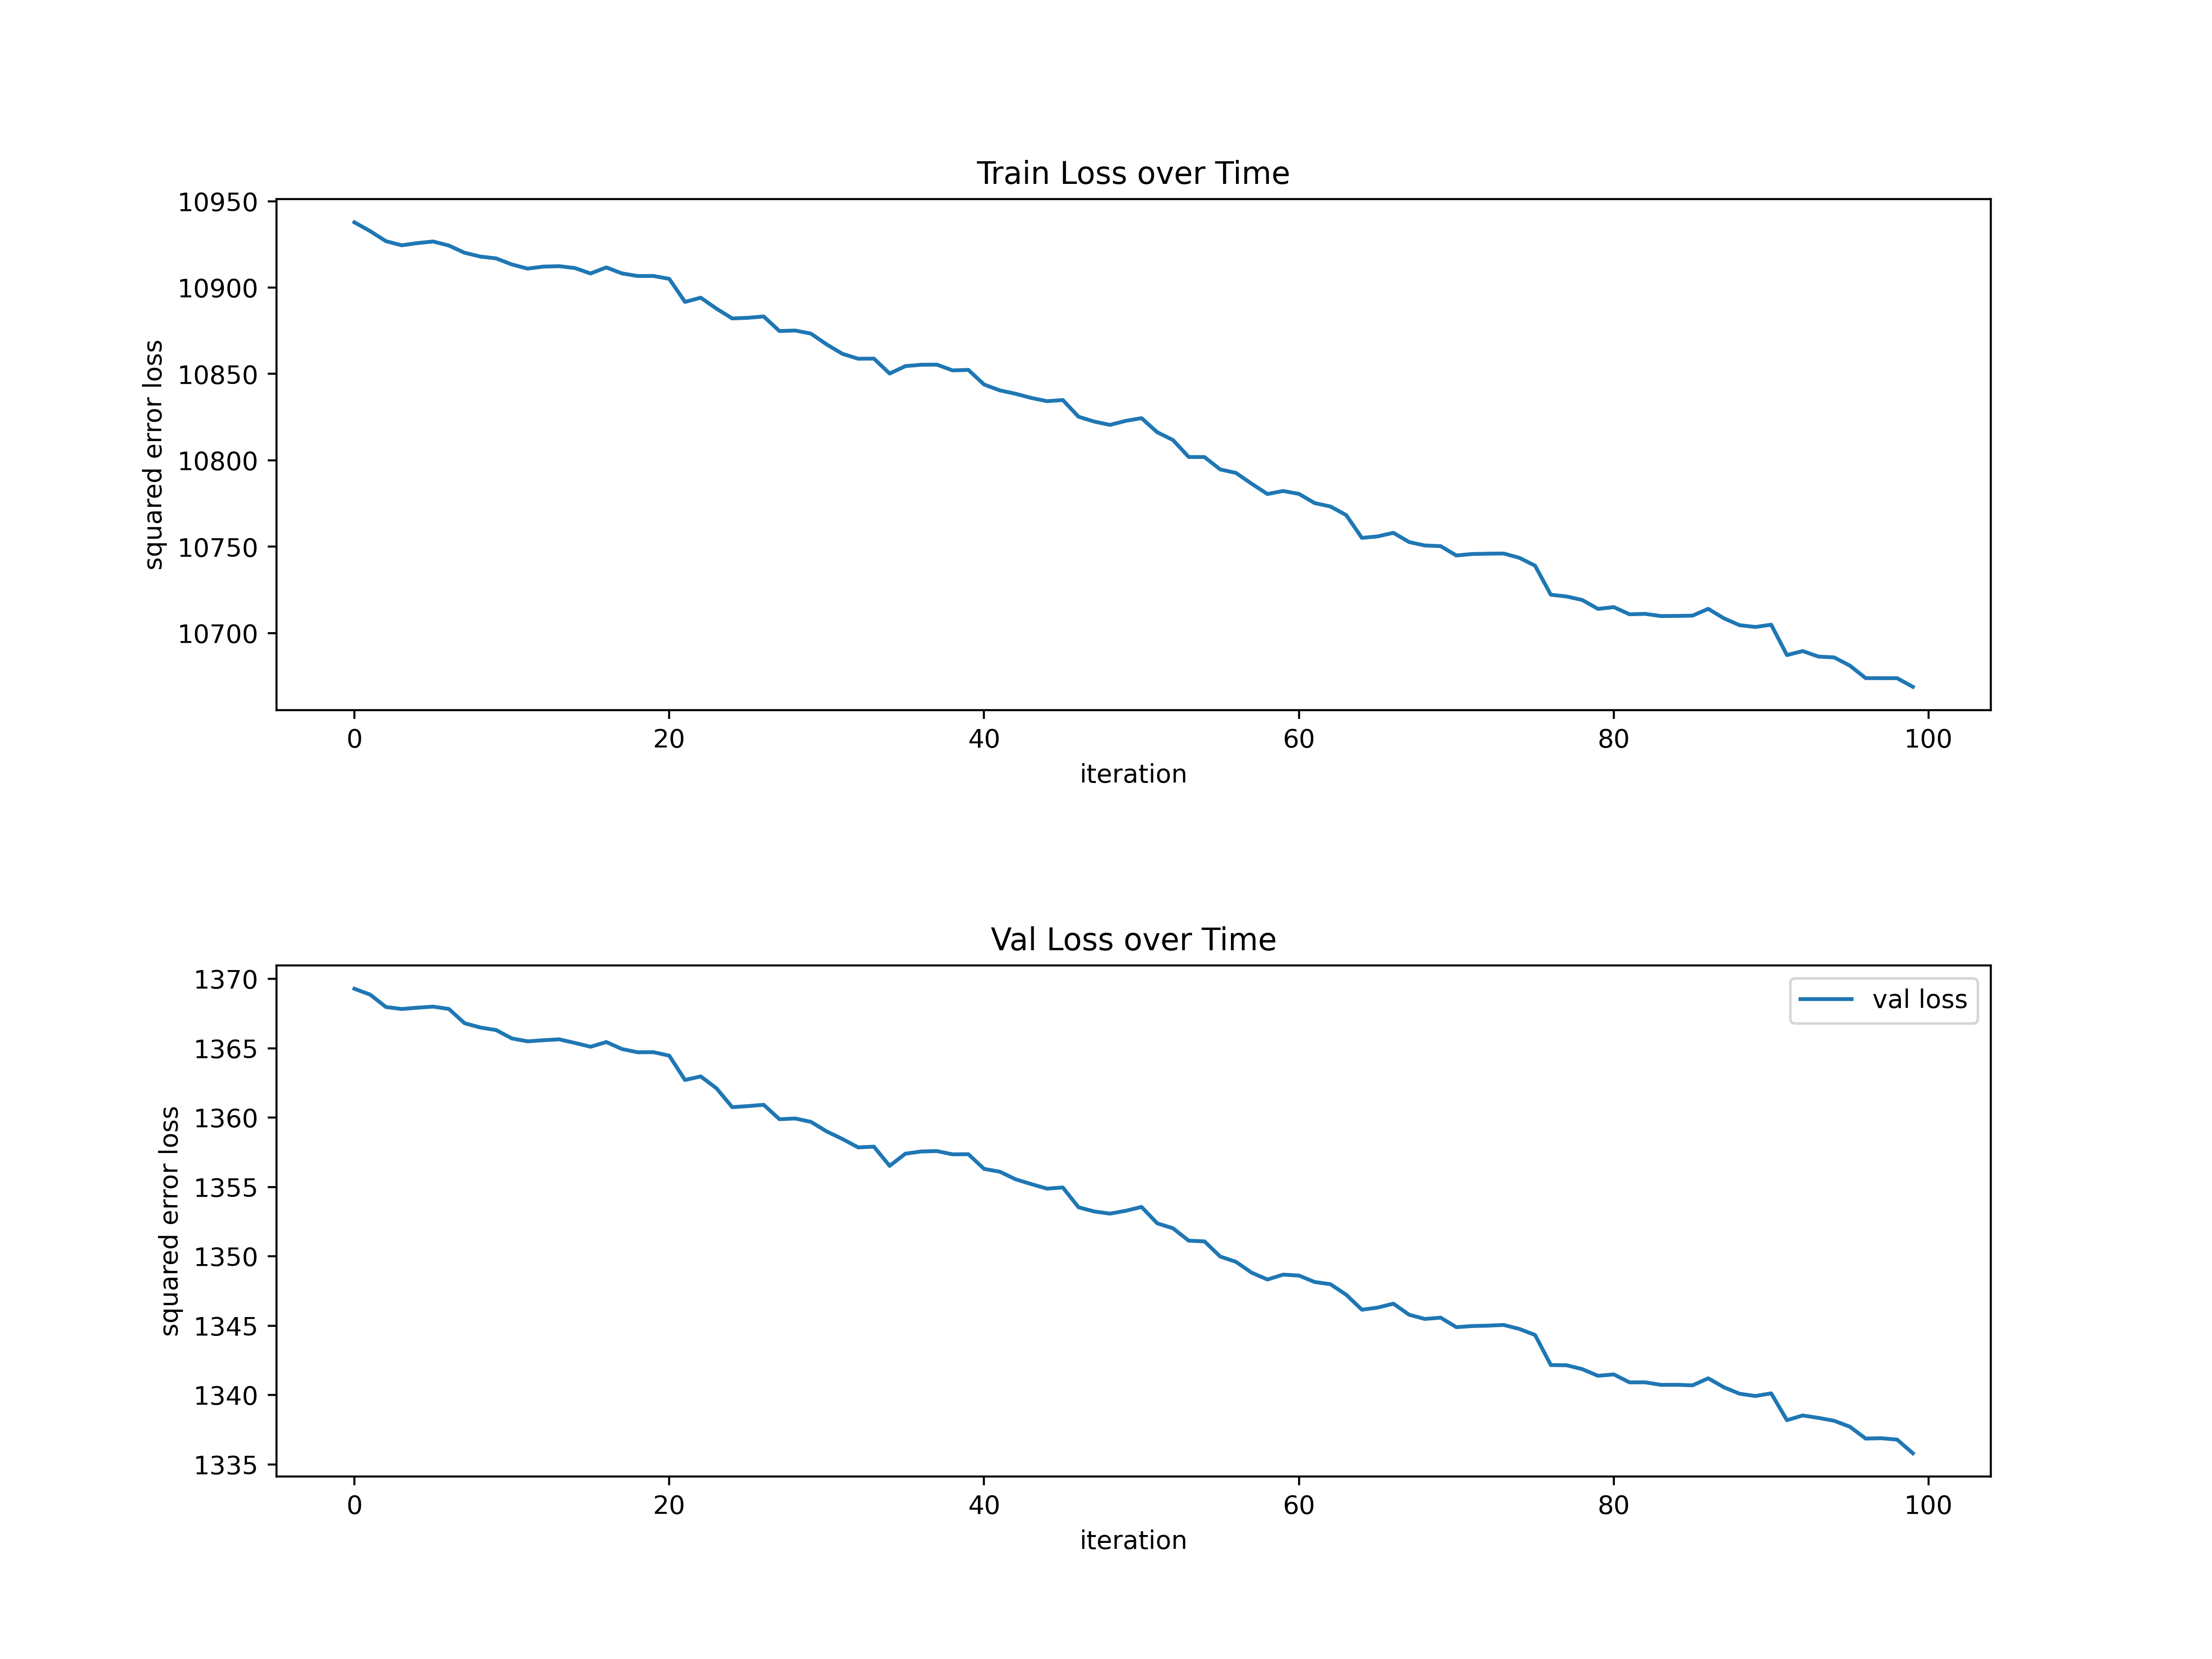 Train Loss over Time
10950
10900
10850
10800
10750
10700
squared error loss
0 20 40 60 80 100
iteration
Val Loss over Time
val loss
1370
1365
1360
1355
1350
1345
1340
1335
squared error loss
0 20 40 60 80 100
iteration